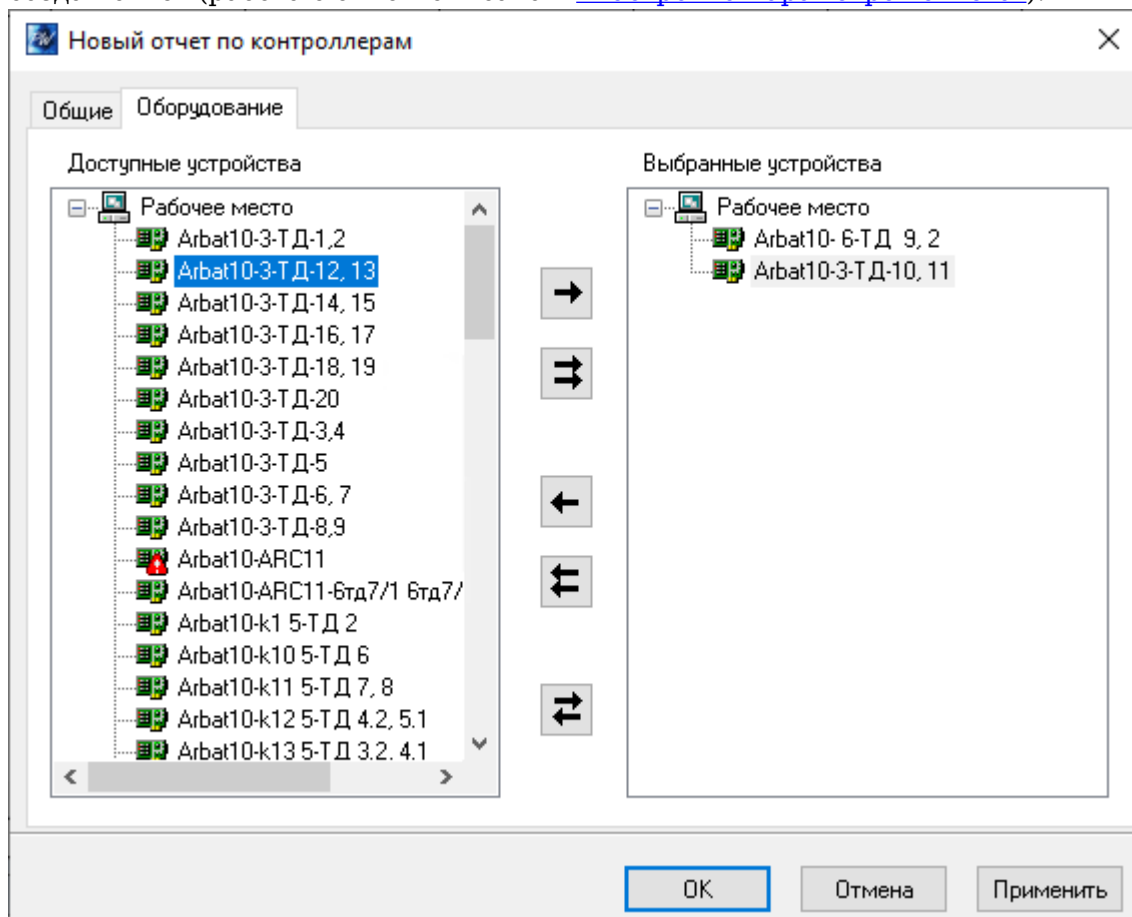 Новый отчет по контроллерам
Общие
Оборудование
Доступные устройства
Рабочее место
Arbat10-3-ТД-1,2
Arbat10-3-ТД-12, 13
Arbat10-3-ТД-14, 15
Arbat10-3-ТД-16, 17
Arbat10-3-ТД-18, 19
Arbat10-3-ТД-20
Arbat10-3-ТД-3,4
Arbat10-3-ТД-5
Arbat10-3-ТД-6, 7
Arbat10-3-ТД-8,9
Arbat10-ARC11
Arbat10-ARC11-6тд7/1 6тд7/
Arbat10-k1 5-ТД 2
Arbat10-k10 5-ТД 6
Arbat10-k11 5-ТД 7, 8
Arbat10-k12 5-ТД 4.2, 5.1
Arbat10-k13 5-ТД 3.2. 4.1
Выбранные устройства
Рабочее место
Arbat10- 6-ТД 9, 2
Arbat10-3-ТД-10, 11
OK
Отмена
Применить